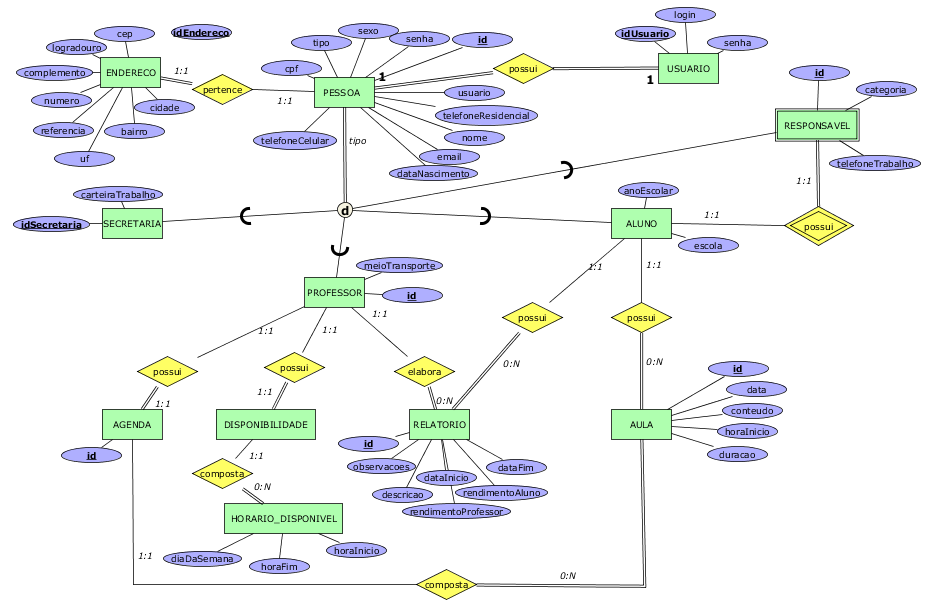 login
cep
idEndereco
sexo
senha
id
idUsuario
senha
logradouro
tipo
ENDERECO
1:1
cpf
1
possui
USUARIO
1
id
complemento
categoria
numero
cidade
pertence
1:1
PESSOA
usuario
telefoneResidencial
referencia
bairro
telefoneCelular
tipo
nome
RESPONSAVEL
uf
email
dataNascimento
telefoneTrabalho
carteiraTrabalho
anoEscolar
1:1
idSecretaria
SECRETARIA
d
ALUNO
1:1
possui
escola
meioTransporte
PROFESSOR
id
1:1
1:1
1:1
1:1
1:1
1:1
possui
possui
possui
possui
elabora
0:N
0:N
id
data
1:1
1:1
0:N
conteudo
AGENDA
DISPONIBILIDADE
RELATORIO
AULA
horaInicio
id
id
duracao
1:1
observacoes
composta
dataInicio
dataFim
0:N
descricao
rendimentoAluno
rendimentoProfessor
HORARIO_DISPONIVEL
diaDaSemana
horaFim
horaInicio
1:1
composta
0:N